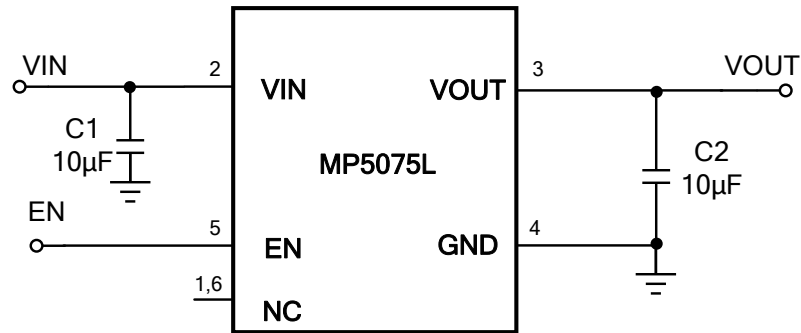 VIN
2
VIN
VOUT
3
VOUT
C1
10µF
MP5075L
C2
10µF
EN
5
EN
GND
4
1,6
NC